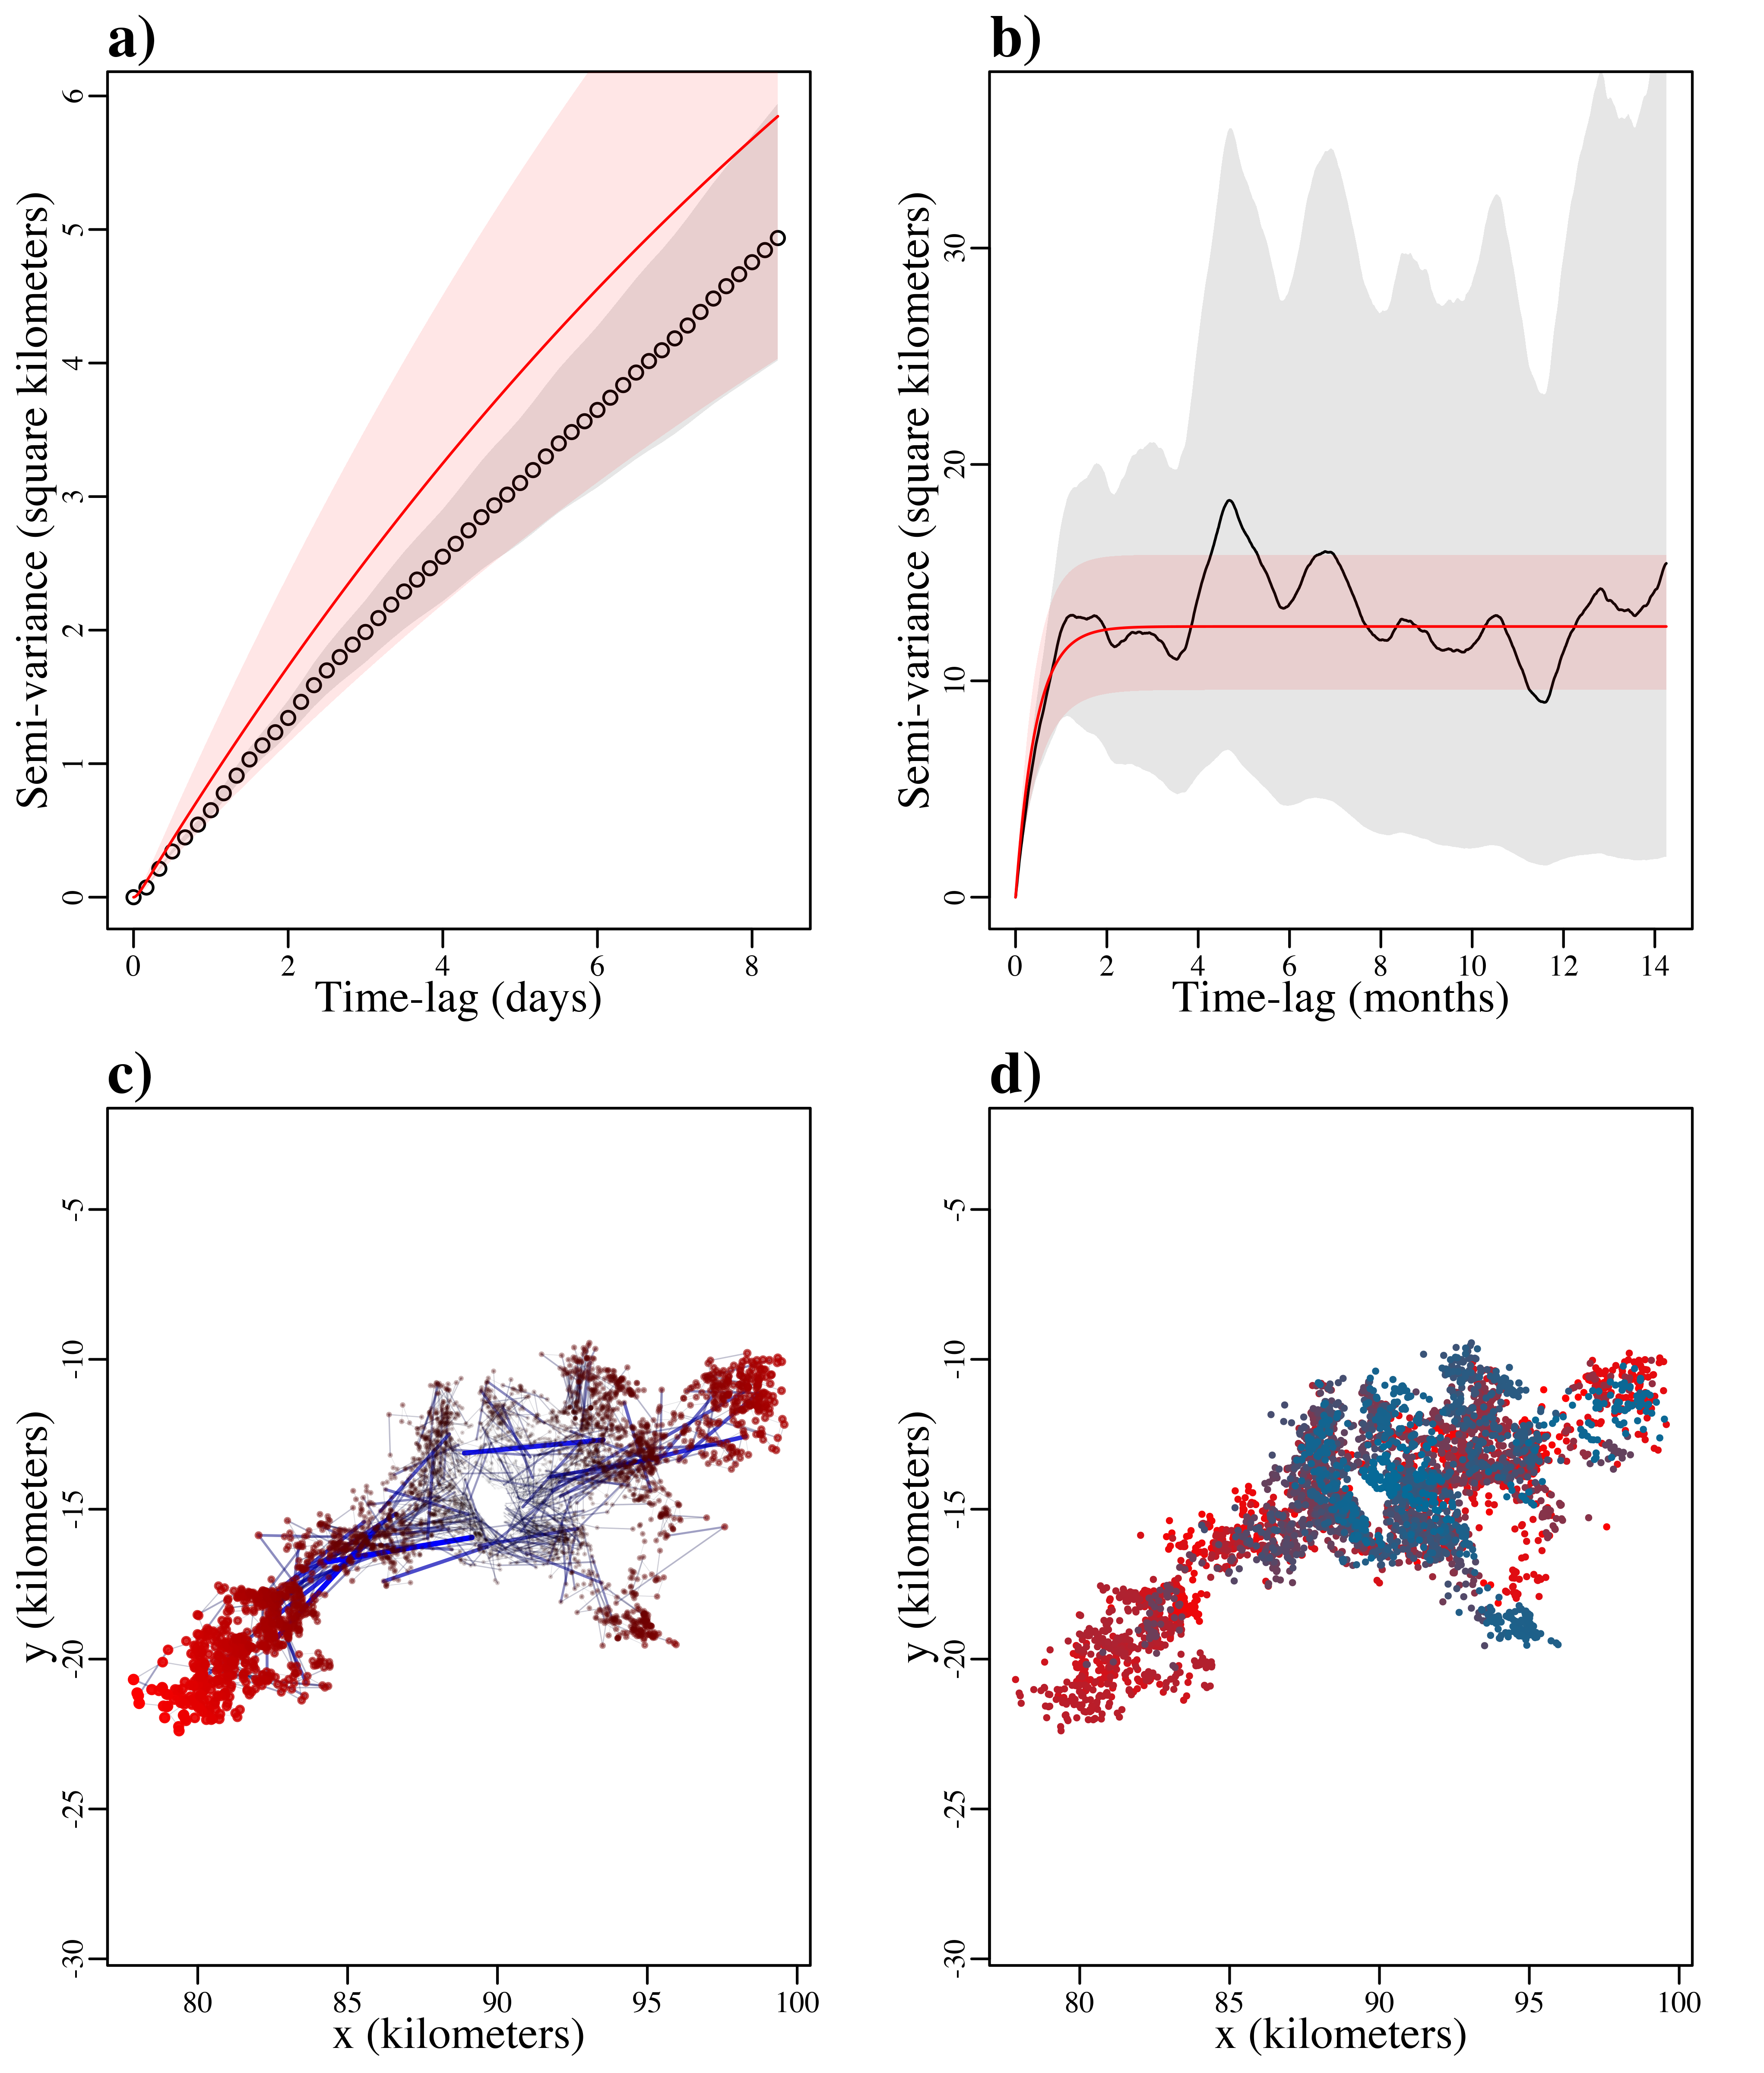 a)
Semi-variance (square kilometers)
6
5
4
3
2
1
0
0 2 4 6 8
Time-lag (days)
b)
Semi-variance (square kilometers)
30
20
10
0
0 2 4 6 8 10 12 14
Time-lag (months)
c)
y (kilometers)
-5
-10
-15
-20
-25
-30
80 85 90 95 100
x (kilometers)
d)
y (kilometers)
-5
-10
-15
-20
-25
-30
80 85 90 95 100
x (kilometers)